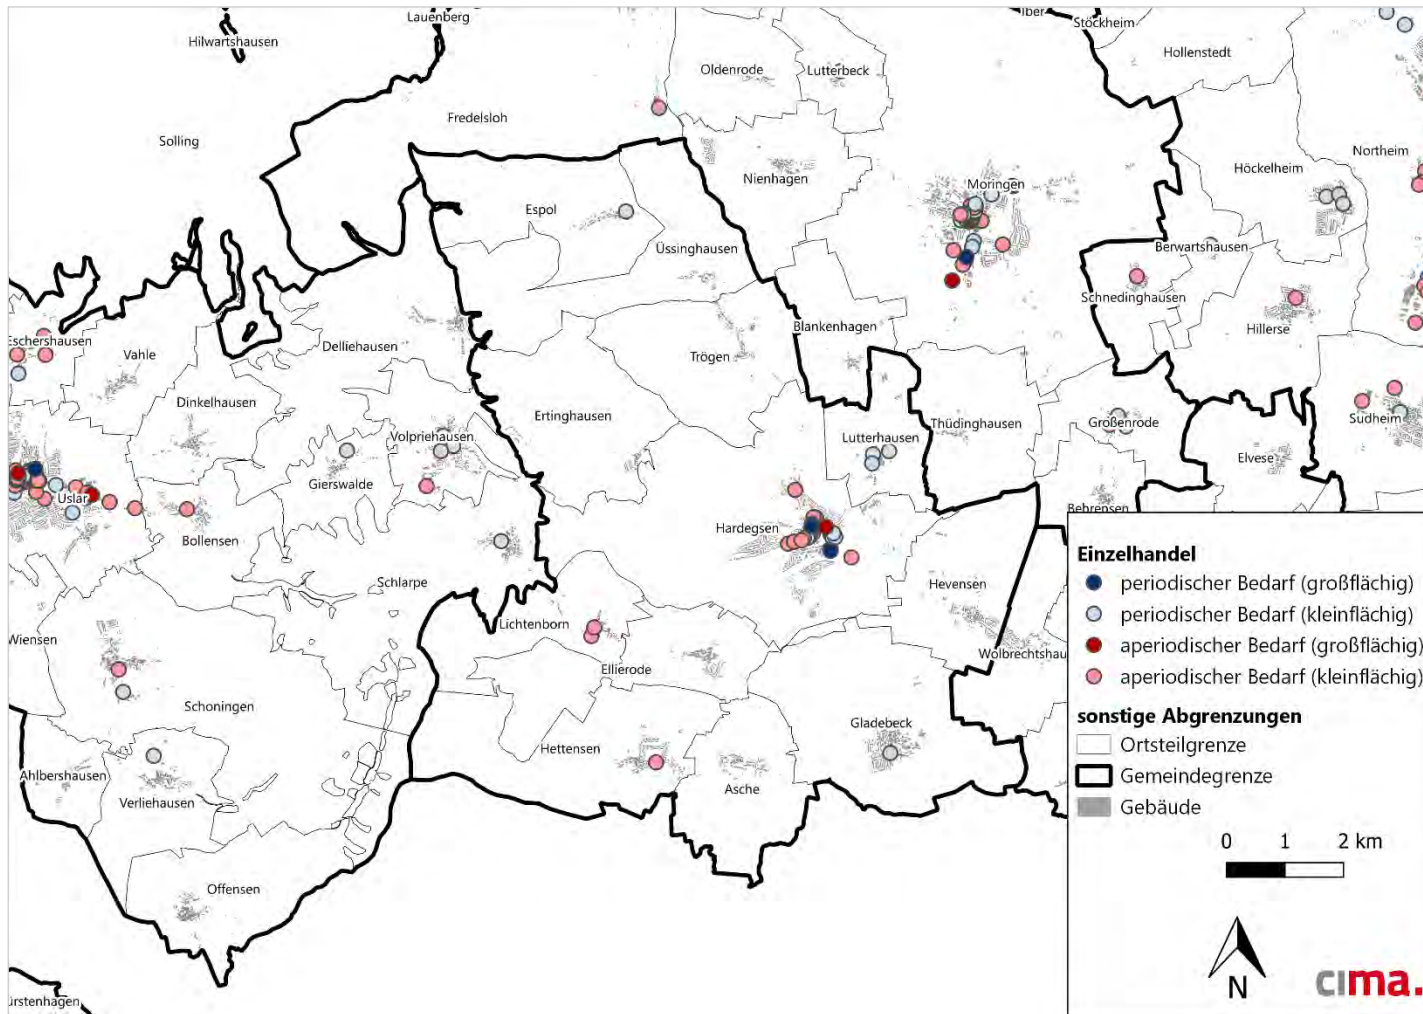 Lauenberg
Iber
Stöckheim
Hilwartshausen
Hollenstedt
Oldenrode
Lutterbeck
Fredelsloh
Solling
Northeim
Höckelheim
Nienhagen
Moringen
Espol
Üssinghausen
Berwartshausen
Schnedinghausen
Blankenhagen
Hillerse
Eschershausen
Vahle
Delliehausen
Trögen
Dinkelhausen
Ertinghausen
Thüdinghausen
Großenrode
Sudheim
Volpriehausen
Lutterhausen
Elvese
Gierswalde
Uslar
Behrensen
Hardegsen
Bollensen
Schlarpe
Hevensen
Lichtenborn
Wiensen
Wolbrechtshau
Ellierode
Schoningen
Gladebeck
Hettensen
Ahlbershausen
Verliehausen
Asche
Offensen
ürstenhagen
Einzelhandel
periodischer Bedarf (großflächig)
periodischer Bedarf (kleinflächig)
aperiodischer Bedarf (großflächig)
aperiodischer Bedarf (kleinflächig)
sonstige Abgrenzungen
Ortsteilgrenze
Gemeindegrenze
Gebäude
0 1 2 km
N
cima.